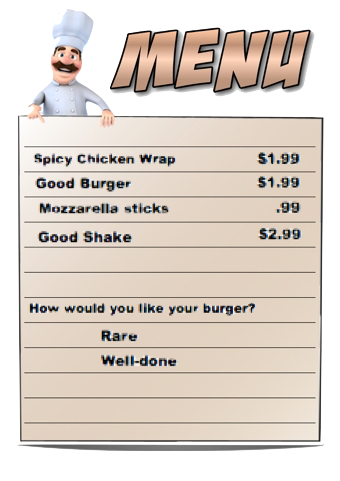 MENU
Spicy Chicken Wrap $1.99
Good Burger $1.99
Mozzarella sticks .99
Good Shake $2.99
How would you like your burger?
Rare
Well-done